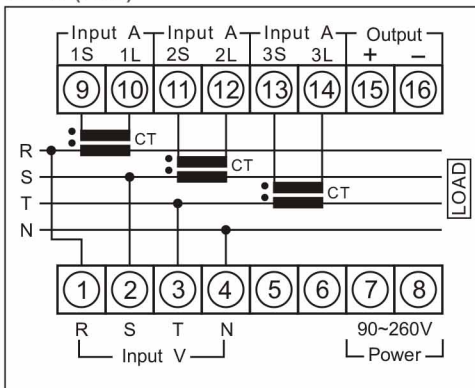 Input A Input A Input A Output
1S 1L 2S 2L 3S 3L + −
9 10 11 12 13 14 15 16
CT
R
CT
S
CT
T
LOAD
N
1 2 3 4 5 6 7 8
R S T N 90~260V
Input V Power